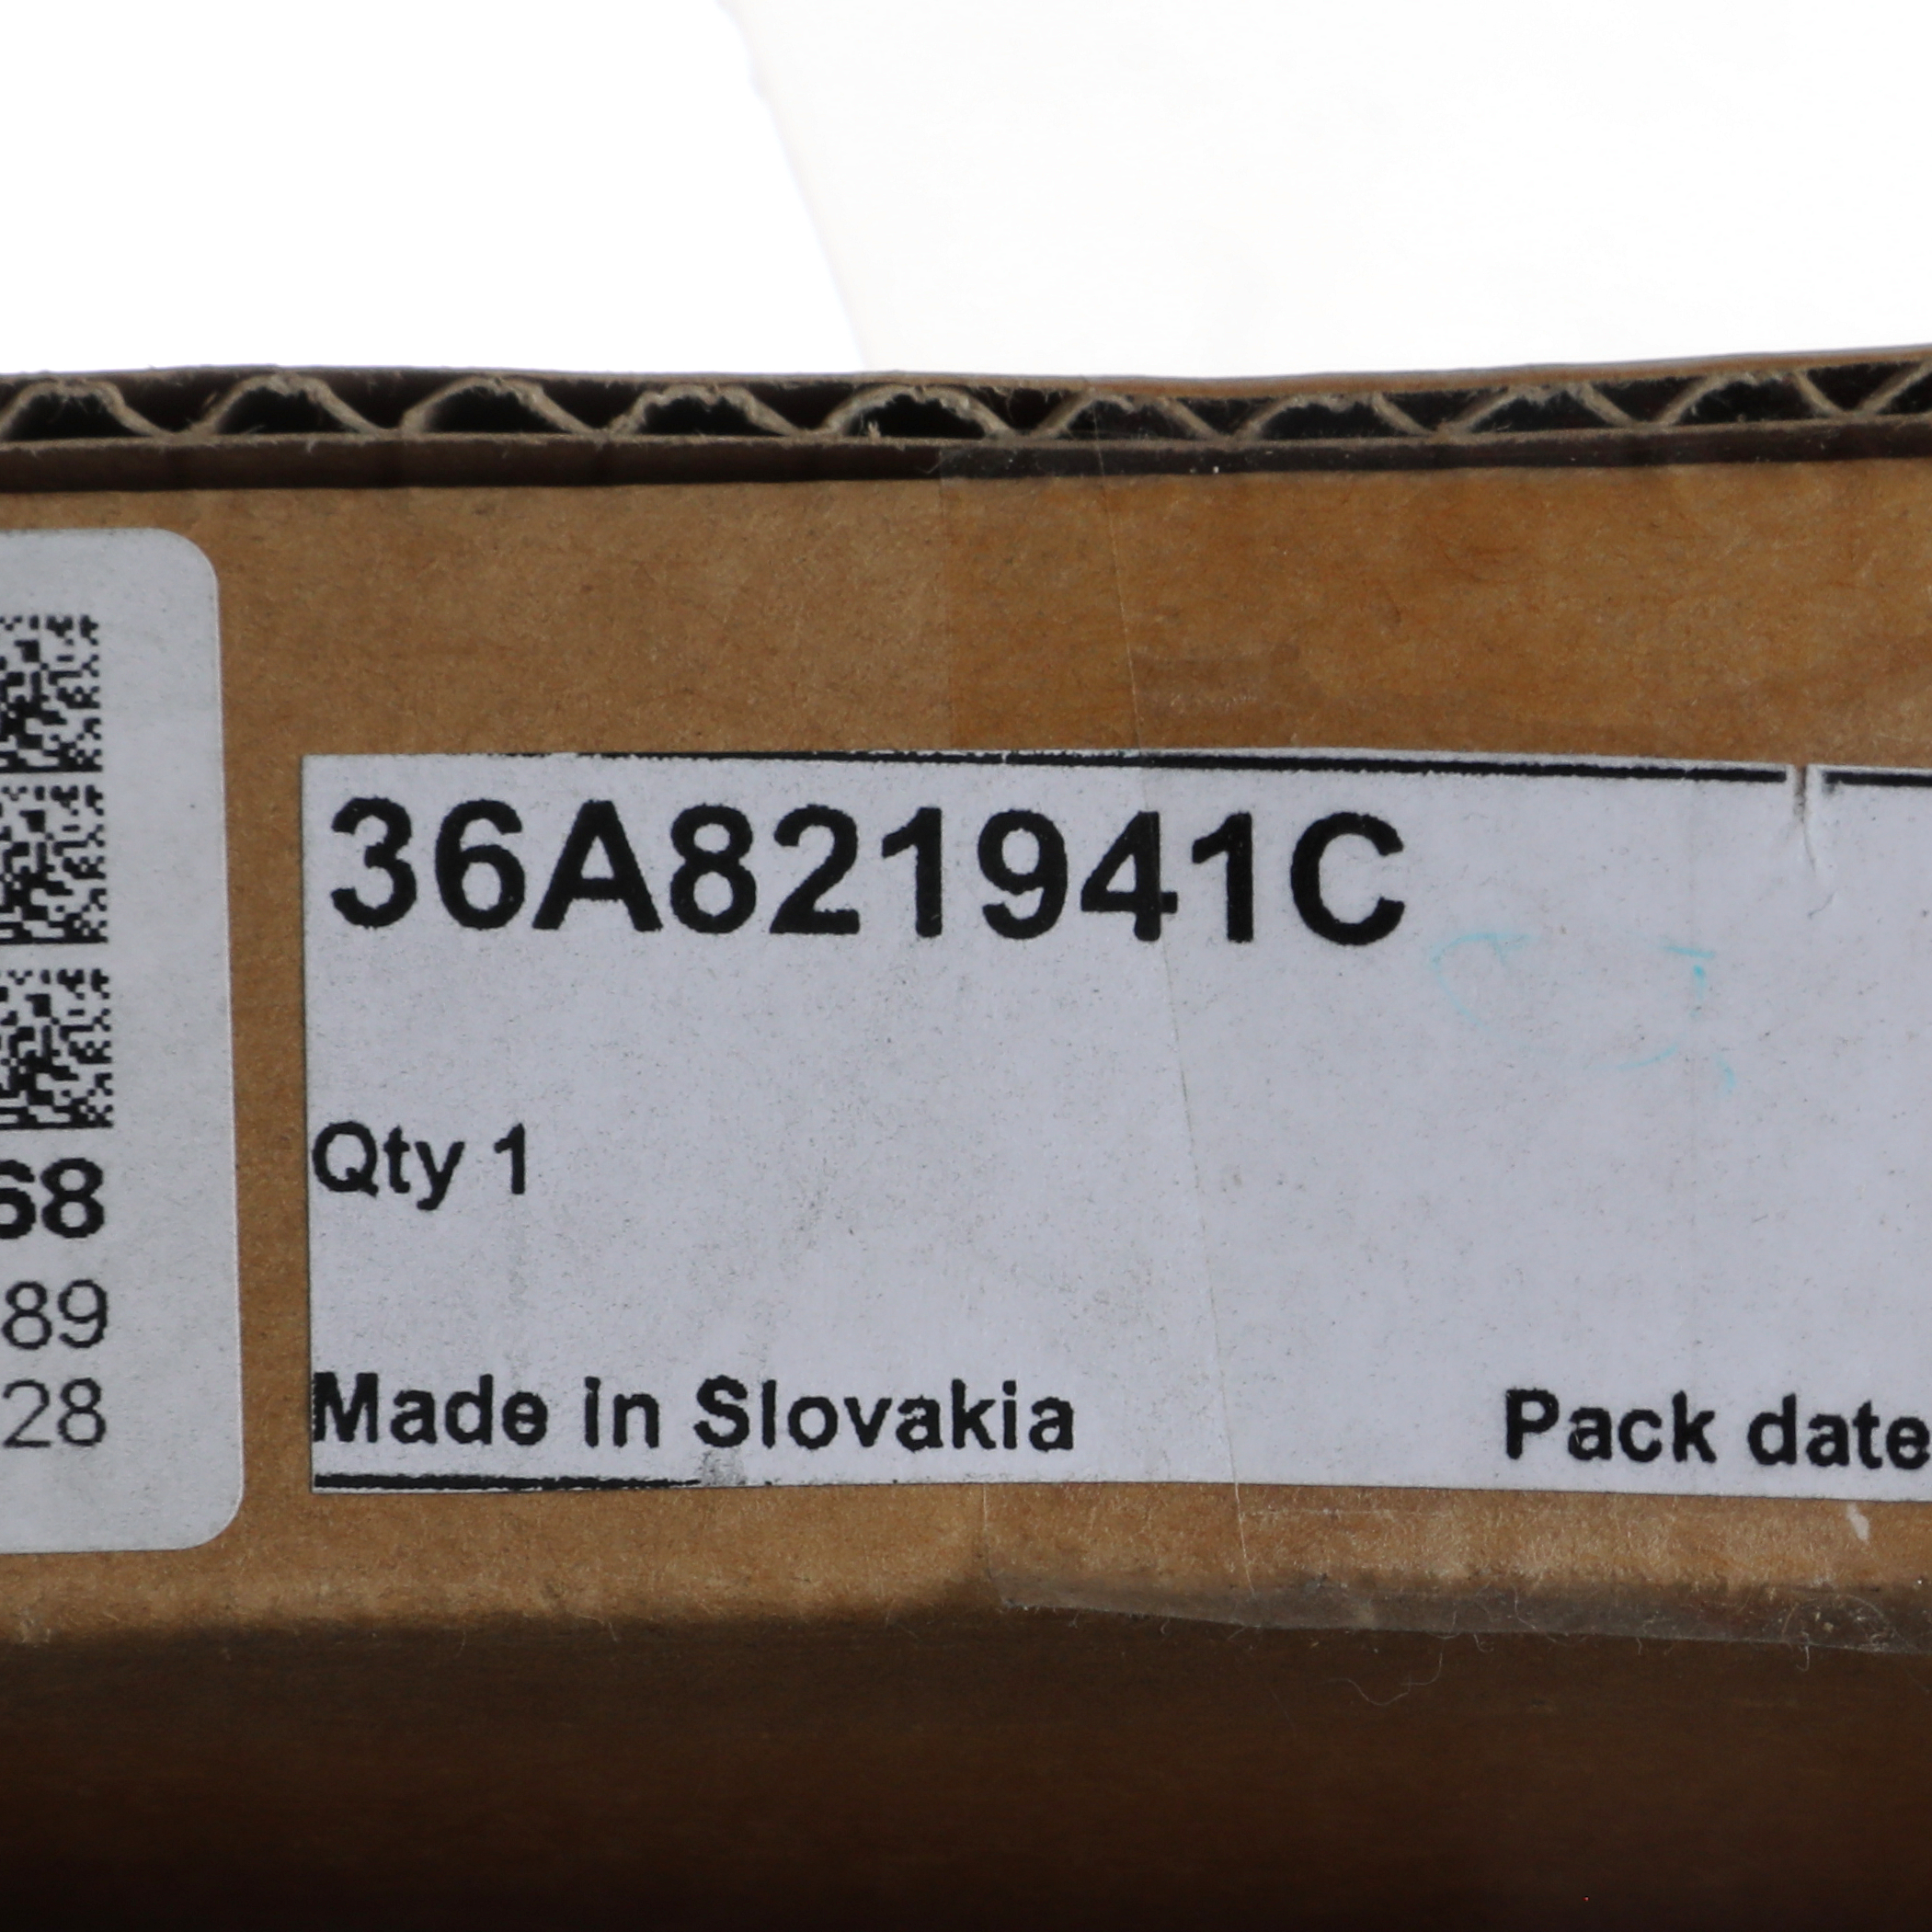 36A821941C
Qty 1
Made in Slovakia
Pack date
68
89
28